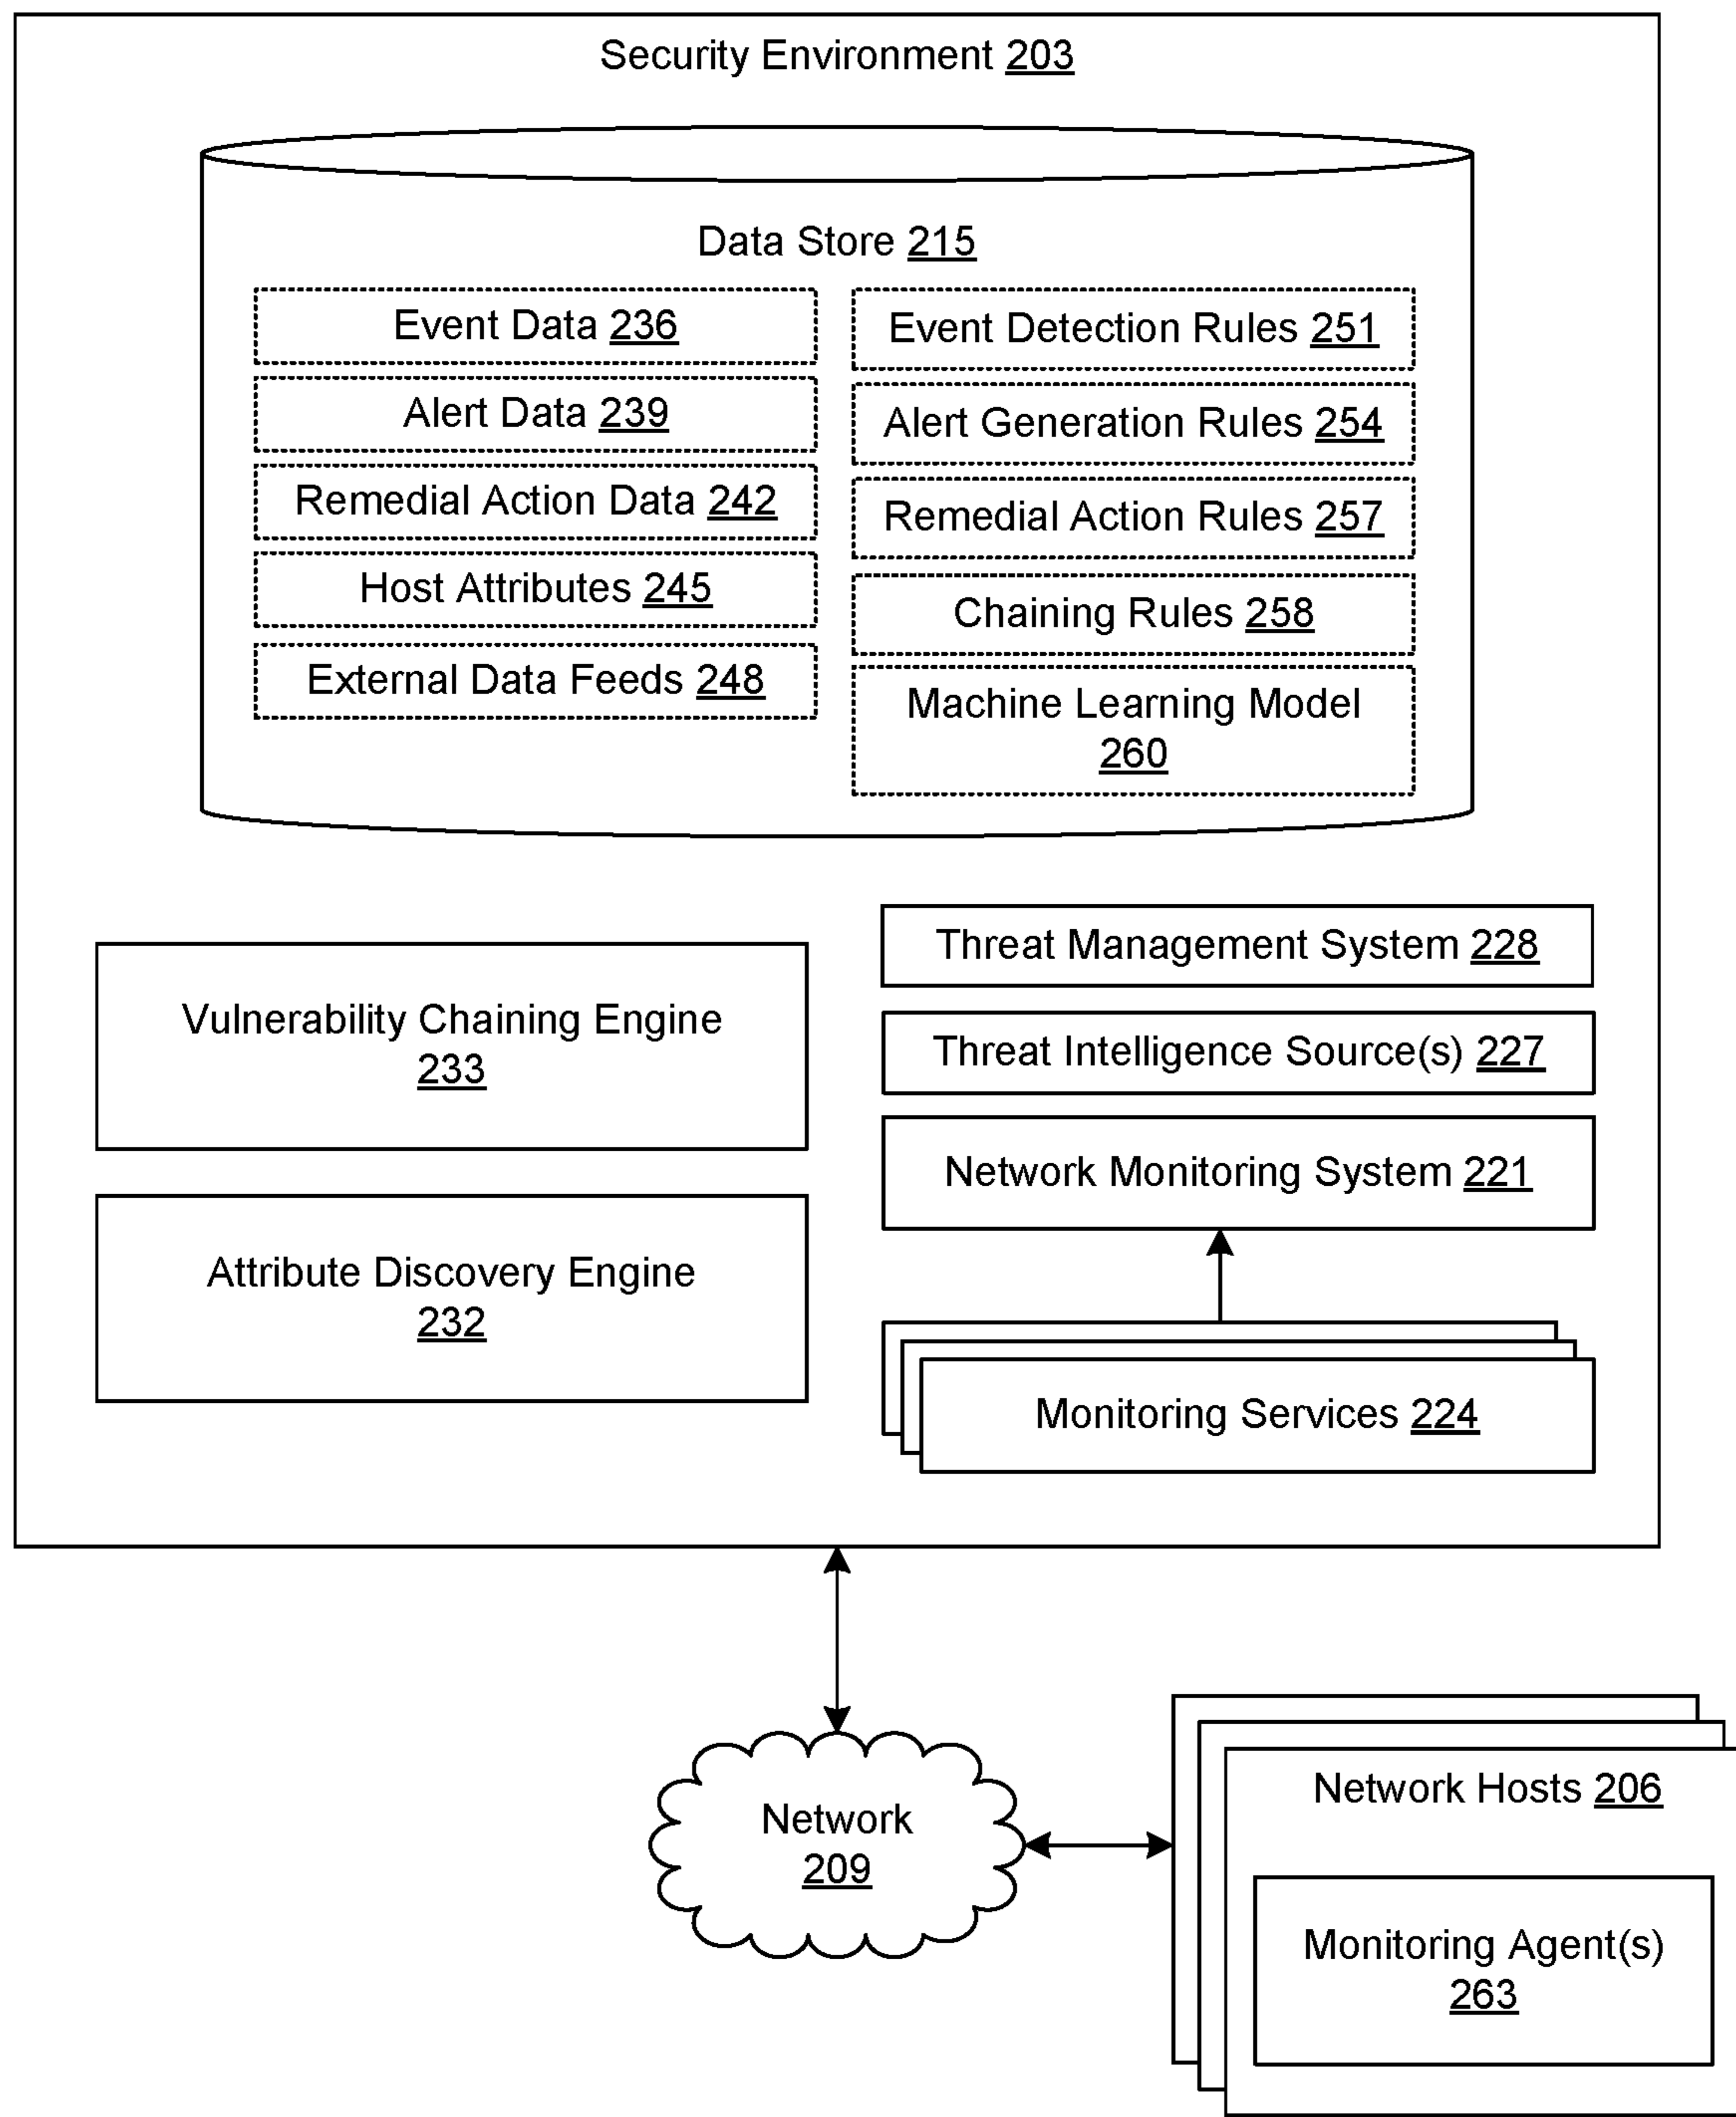 Security Environment 203
Data Store 215
Event Data 236
Alert Data 239
Remedial Action Data 242
Host Attributes 245
External Data Feeds 248
Event Detection Rules 251
Alert Generation Rules 254
Remedial Action Rules 257
Chaining Rules 258
Machine Learning Model
260
Vulnerability Chaining Engine
233
Attribute Discovery Engine
232
Threat Management System 228
Threat Intelligence Source(s) 227
Network Monitoring System 221
Monitoring Services 224
Network
209
Network Hosts 206
Monitoring Agent(s)
263